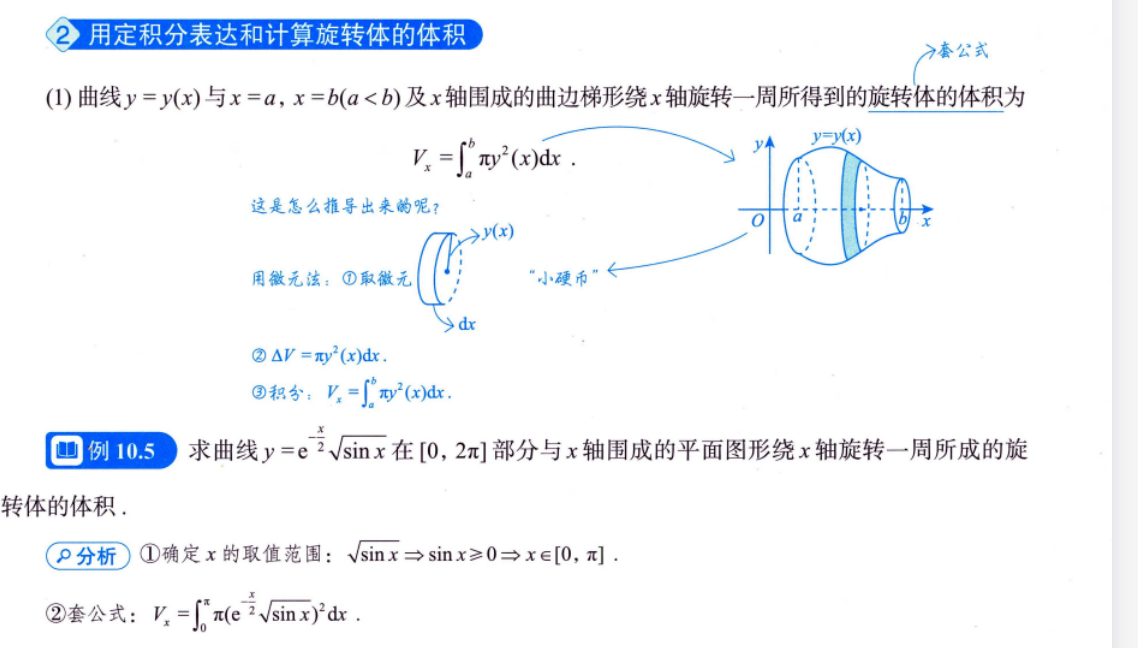 ② 用定积分表达和计算旋转体的体积
套公式
(1) 曲线 y = y(x) 与 x = a, x = b(a < b) 及 x 轴围成的曲边梯形绕 x 轴旋转一周所得到的旋转体的体积为
Vₓ = ∫ₐᵇ πy²(x)dx .
y y=y(x)
O a b x
这是怎么推导出来的呢?
y(x)
用微元法: ①取微元 “小硬币”
dx
② ΔV = πy²(x)dx .
③积分: Vₓ = ∫ₐᵇ πy²(x)dx .
例 10.5 求曲线 y = e^(-x/2) √(sin x) 在 [0, 2π] 部分与 x 轴围成的平面图形绕 x 轴旋转一周所成的旋
转体的体积 .
分析 ①确定 x 的取值范围: √(sin x) ⇒ sin x ⩾ 0 ⇒ x ∈ [0, π] .
②套公式: Vₓ = ∫₀^π π(e^(-x/2) √(sin x))² dx .